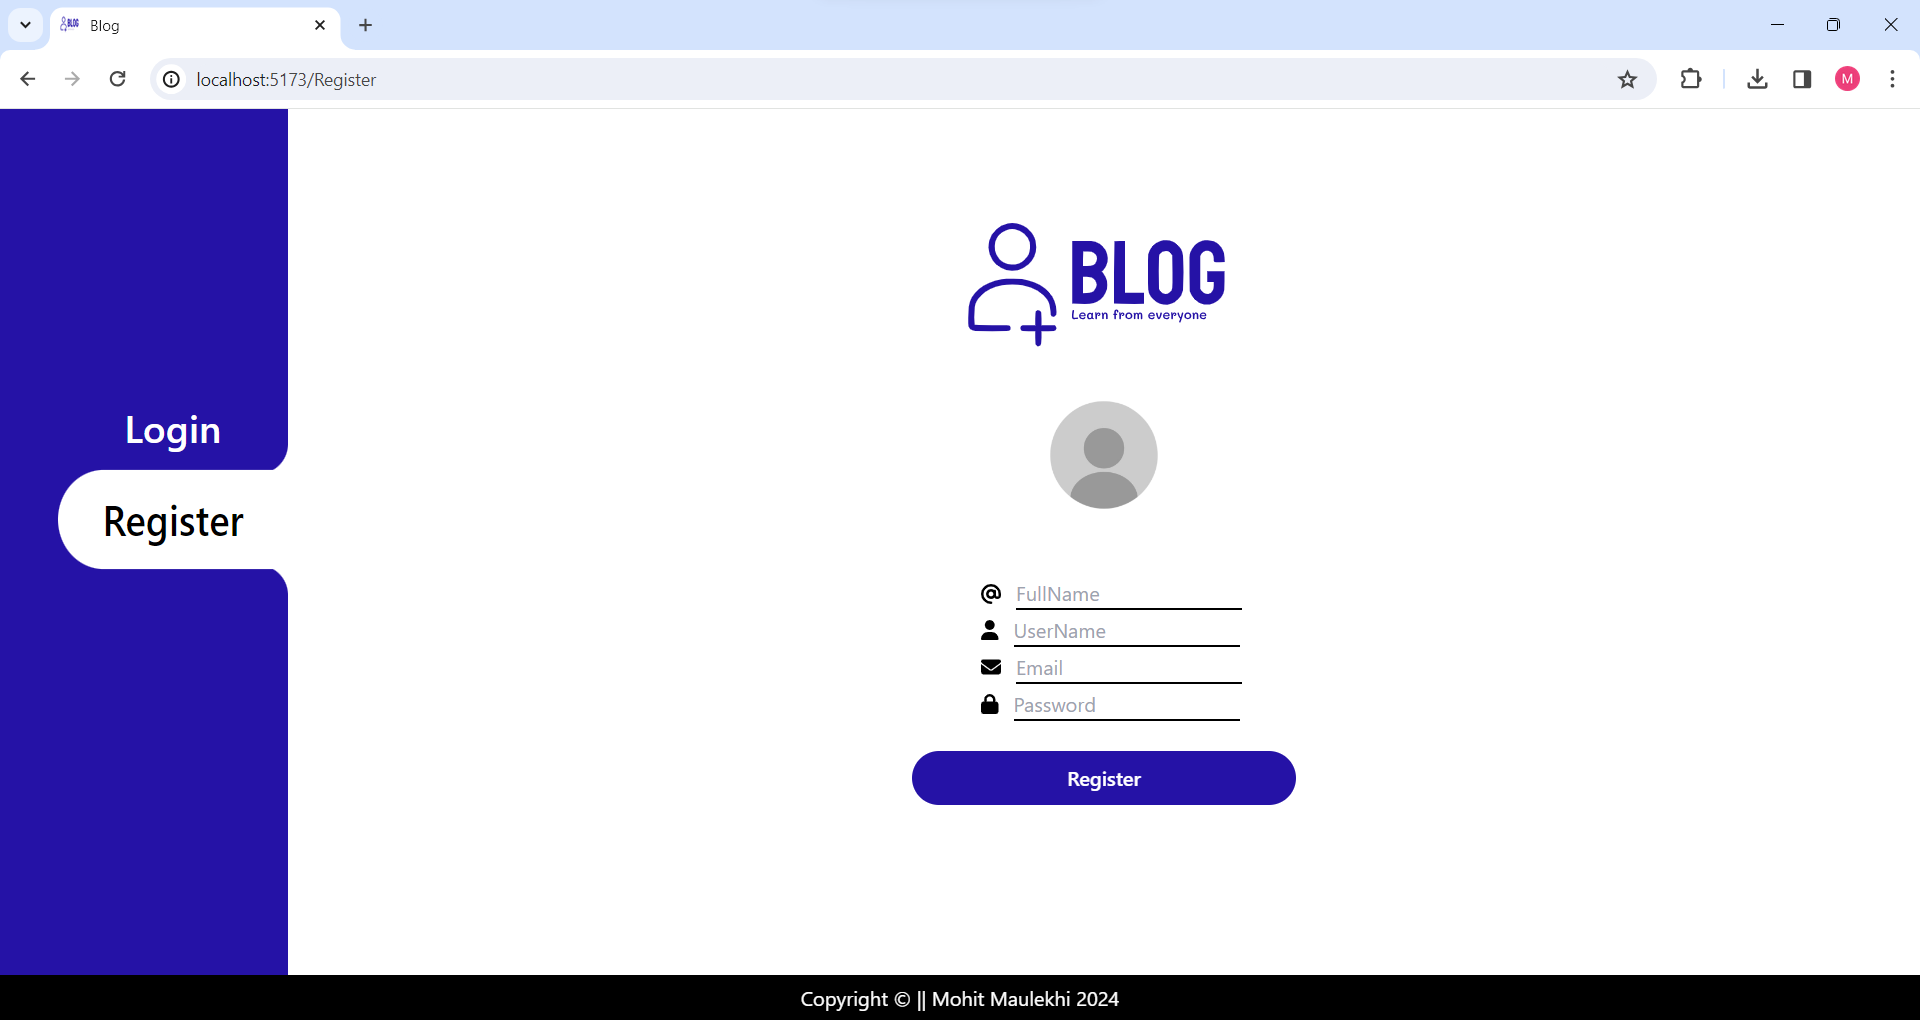 Blog
localhost:5173/Register
M
BLOG
Learn from everyone
Login
Register
FullName
UserName
Email
Password
Register
Copyright © || Mohit Maulekhi 2024